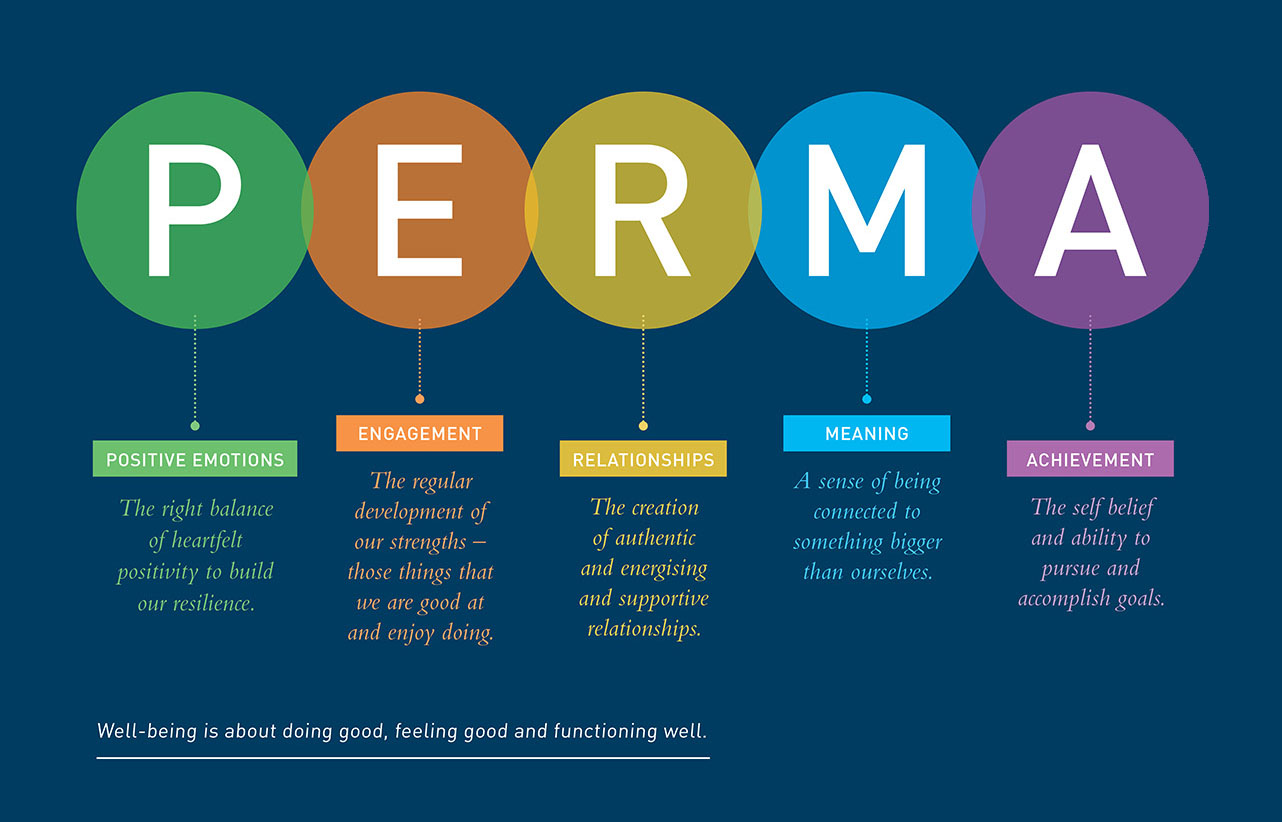 P E R M A
POSITIVE EMOTIONS
The right balance
of heartfelt
positivity to build
our resilience.
ENGAGEMENT
The regular
development of
our strengths –
those things that
we are good at
and enjoy doing.
RELATIONSHIPS
The creation
of authentic
and energising
and supportive
relationships.
MEANING
A sense of being
connected to
something bigger
than ourselves.
ACHIEVEMENT
The self belief
and ability to
pursue and
accomplish goals.
Well-being is about doing good, feeling good and functioning well.